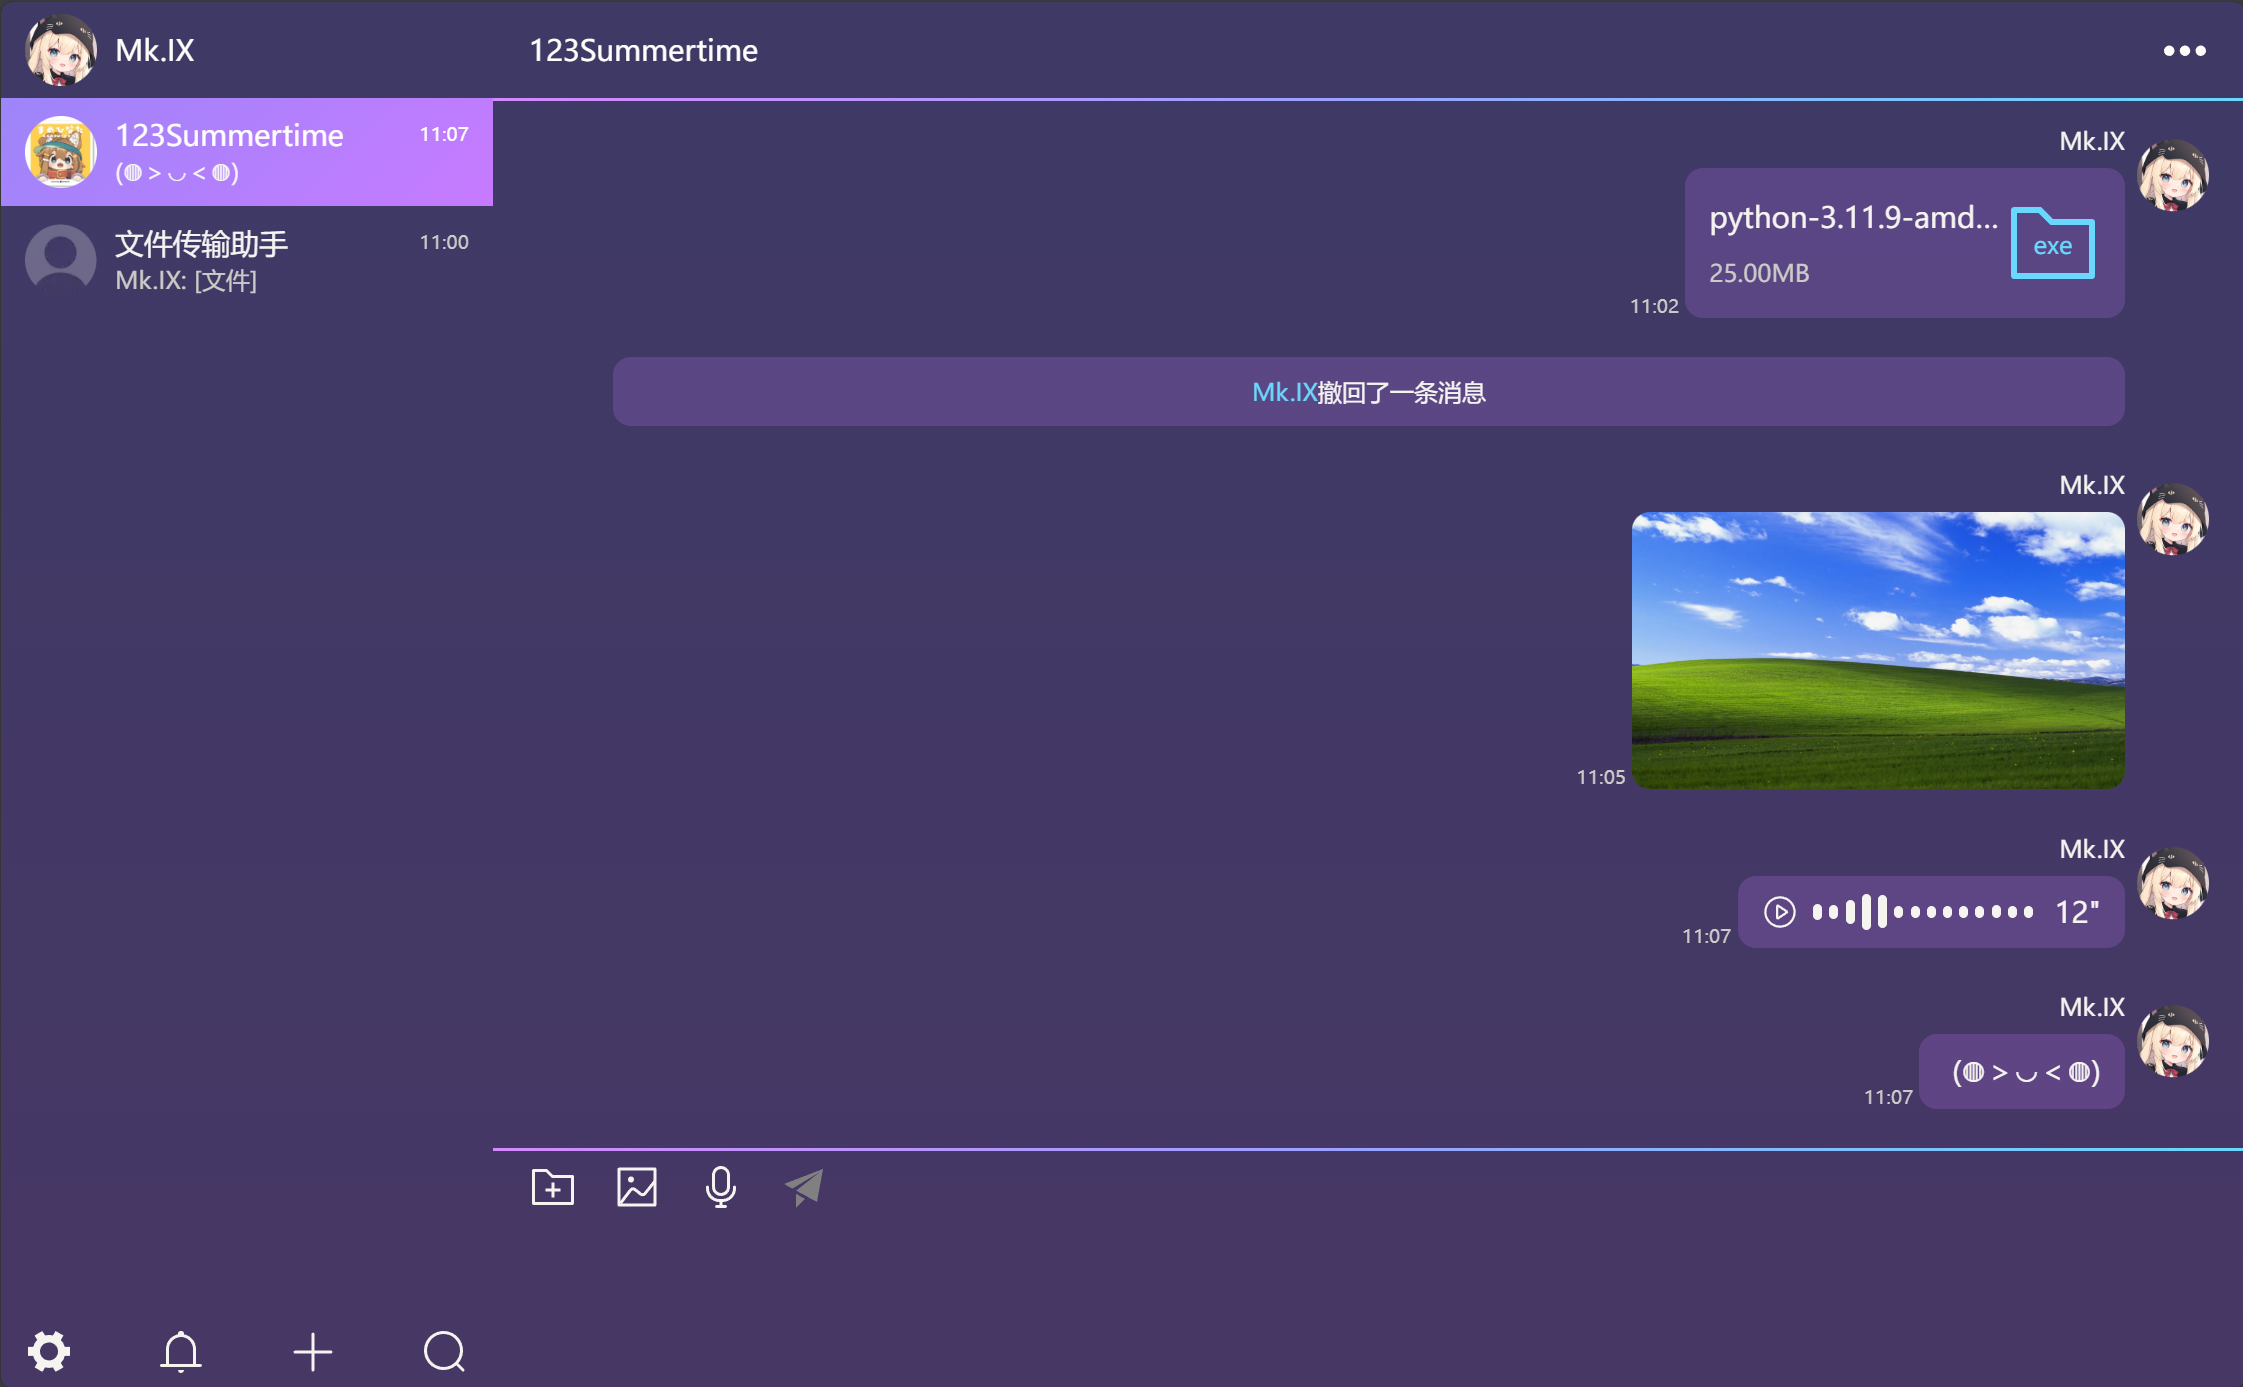 Mk.IX
123Summertime
11:07
(◍＞◡＜◍)
文件传输助手
11:00
Mk.IX: [文件]
123Summertime
Mk.IX
python-3.11.9-amd...
exe
25.00MB
11:02
Mk.IX撤回了一条消息
Mk.IX
11:05
Mk.IX
12"
11:07
Mk.IX
(◍＞◡＜◍)
11:07